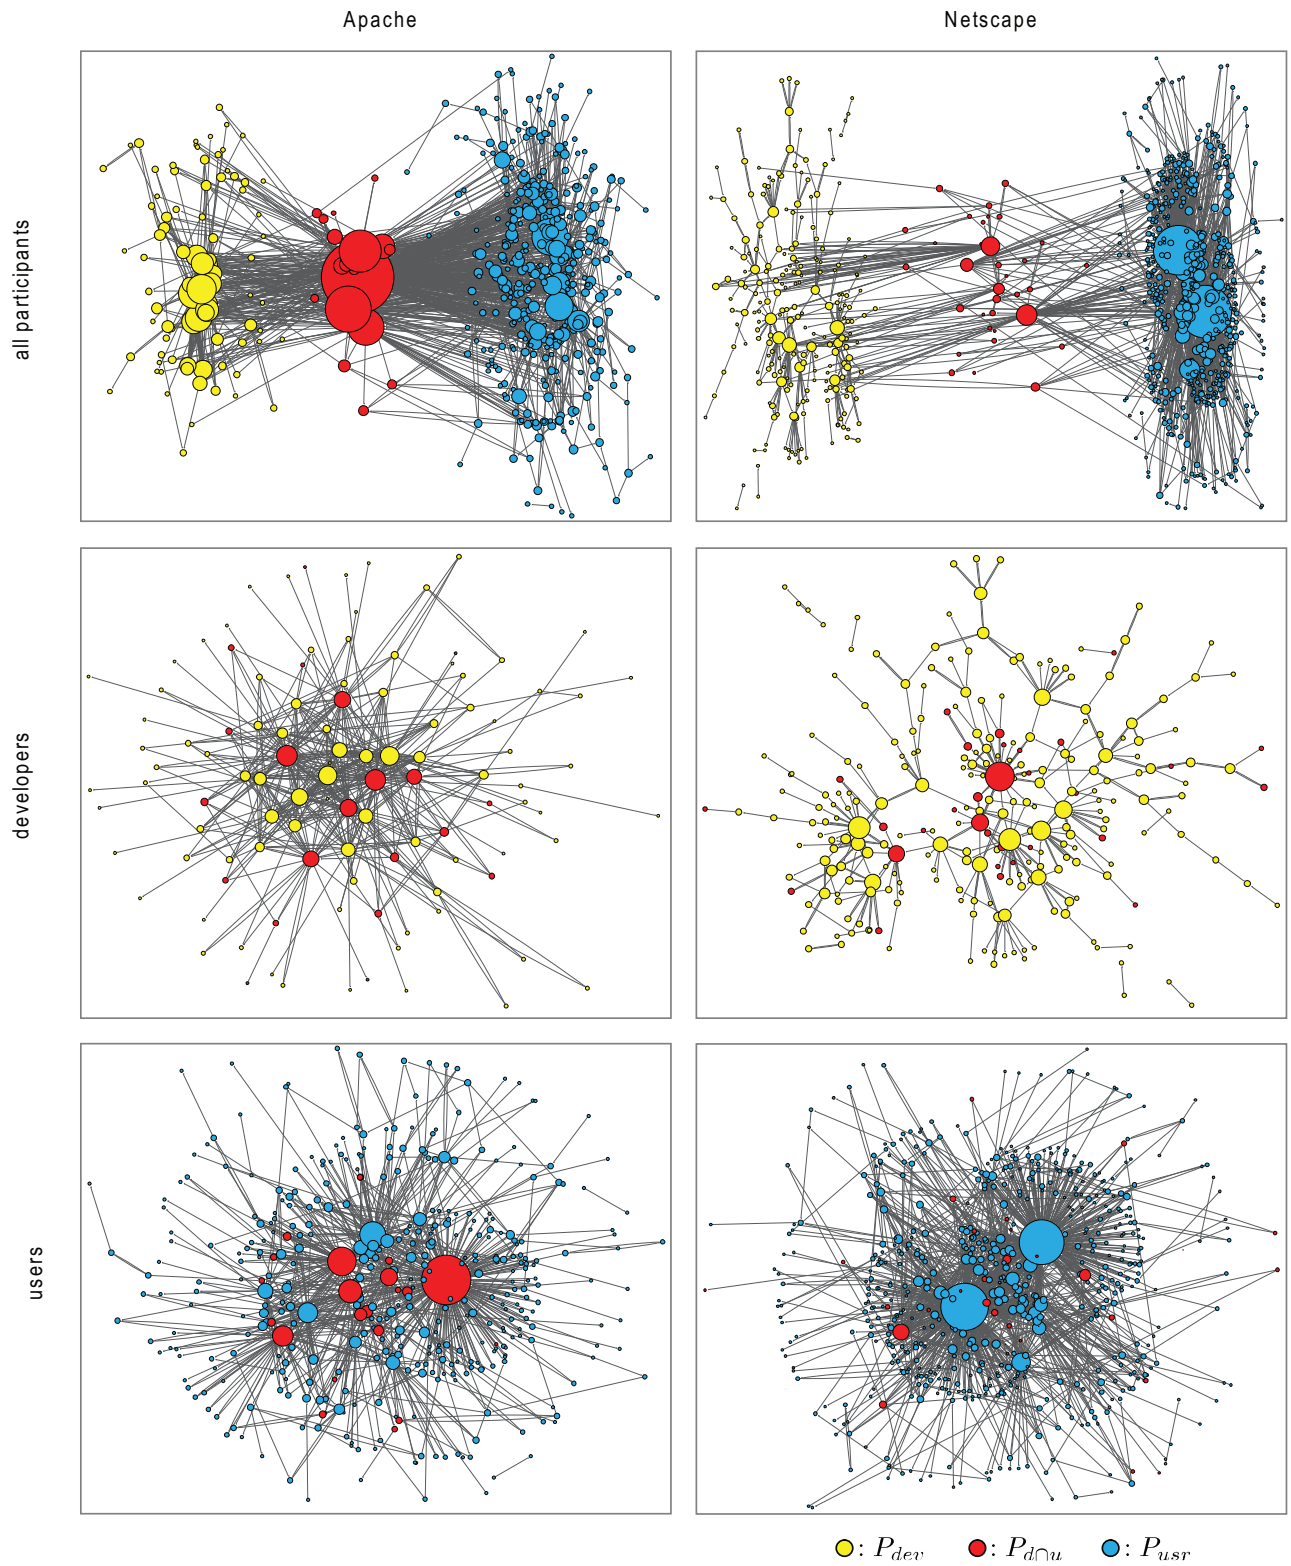 Apache Netscape
all participants
developers
users
: P_dev : P_d∩u : P_usr